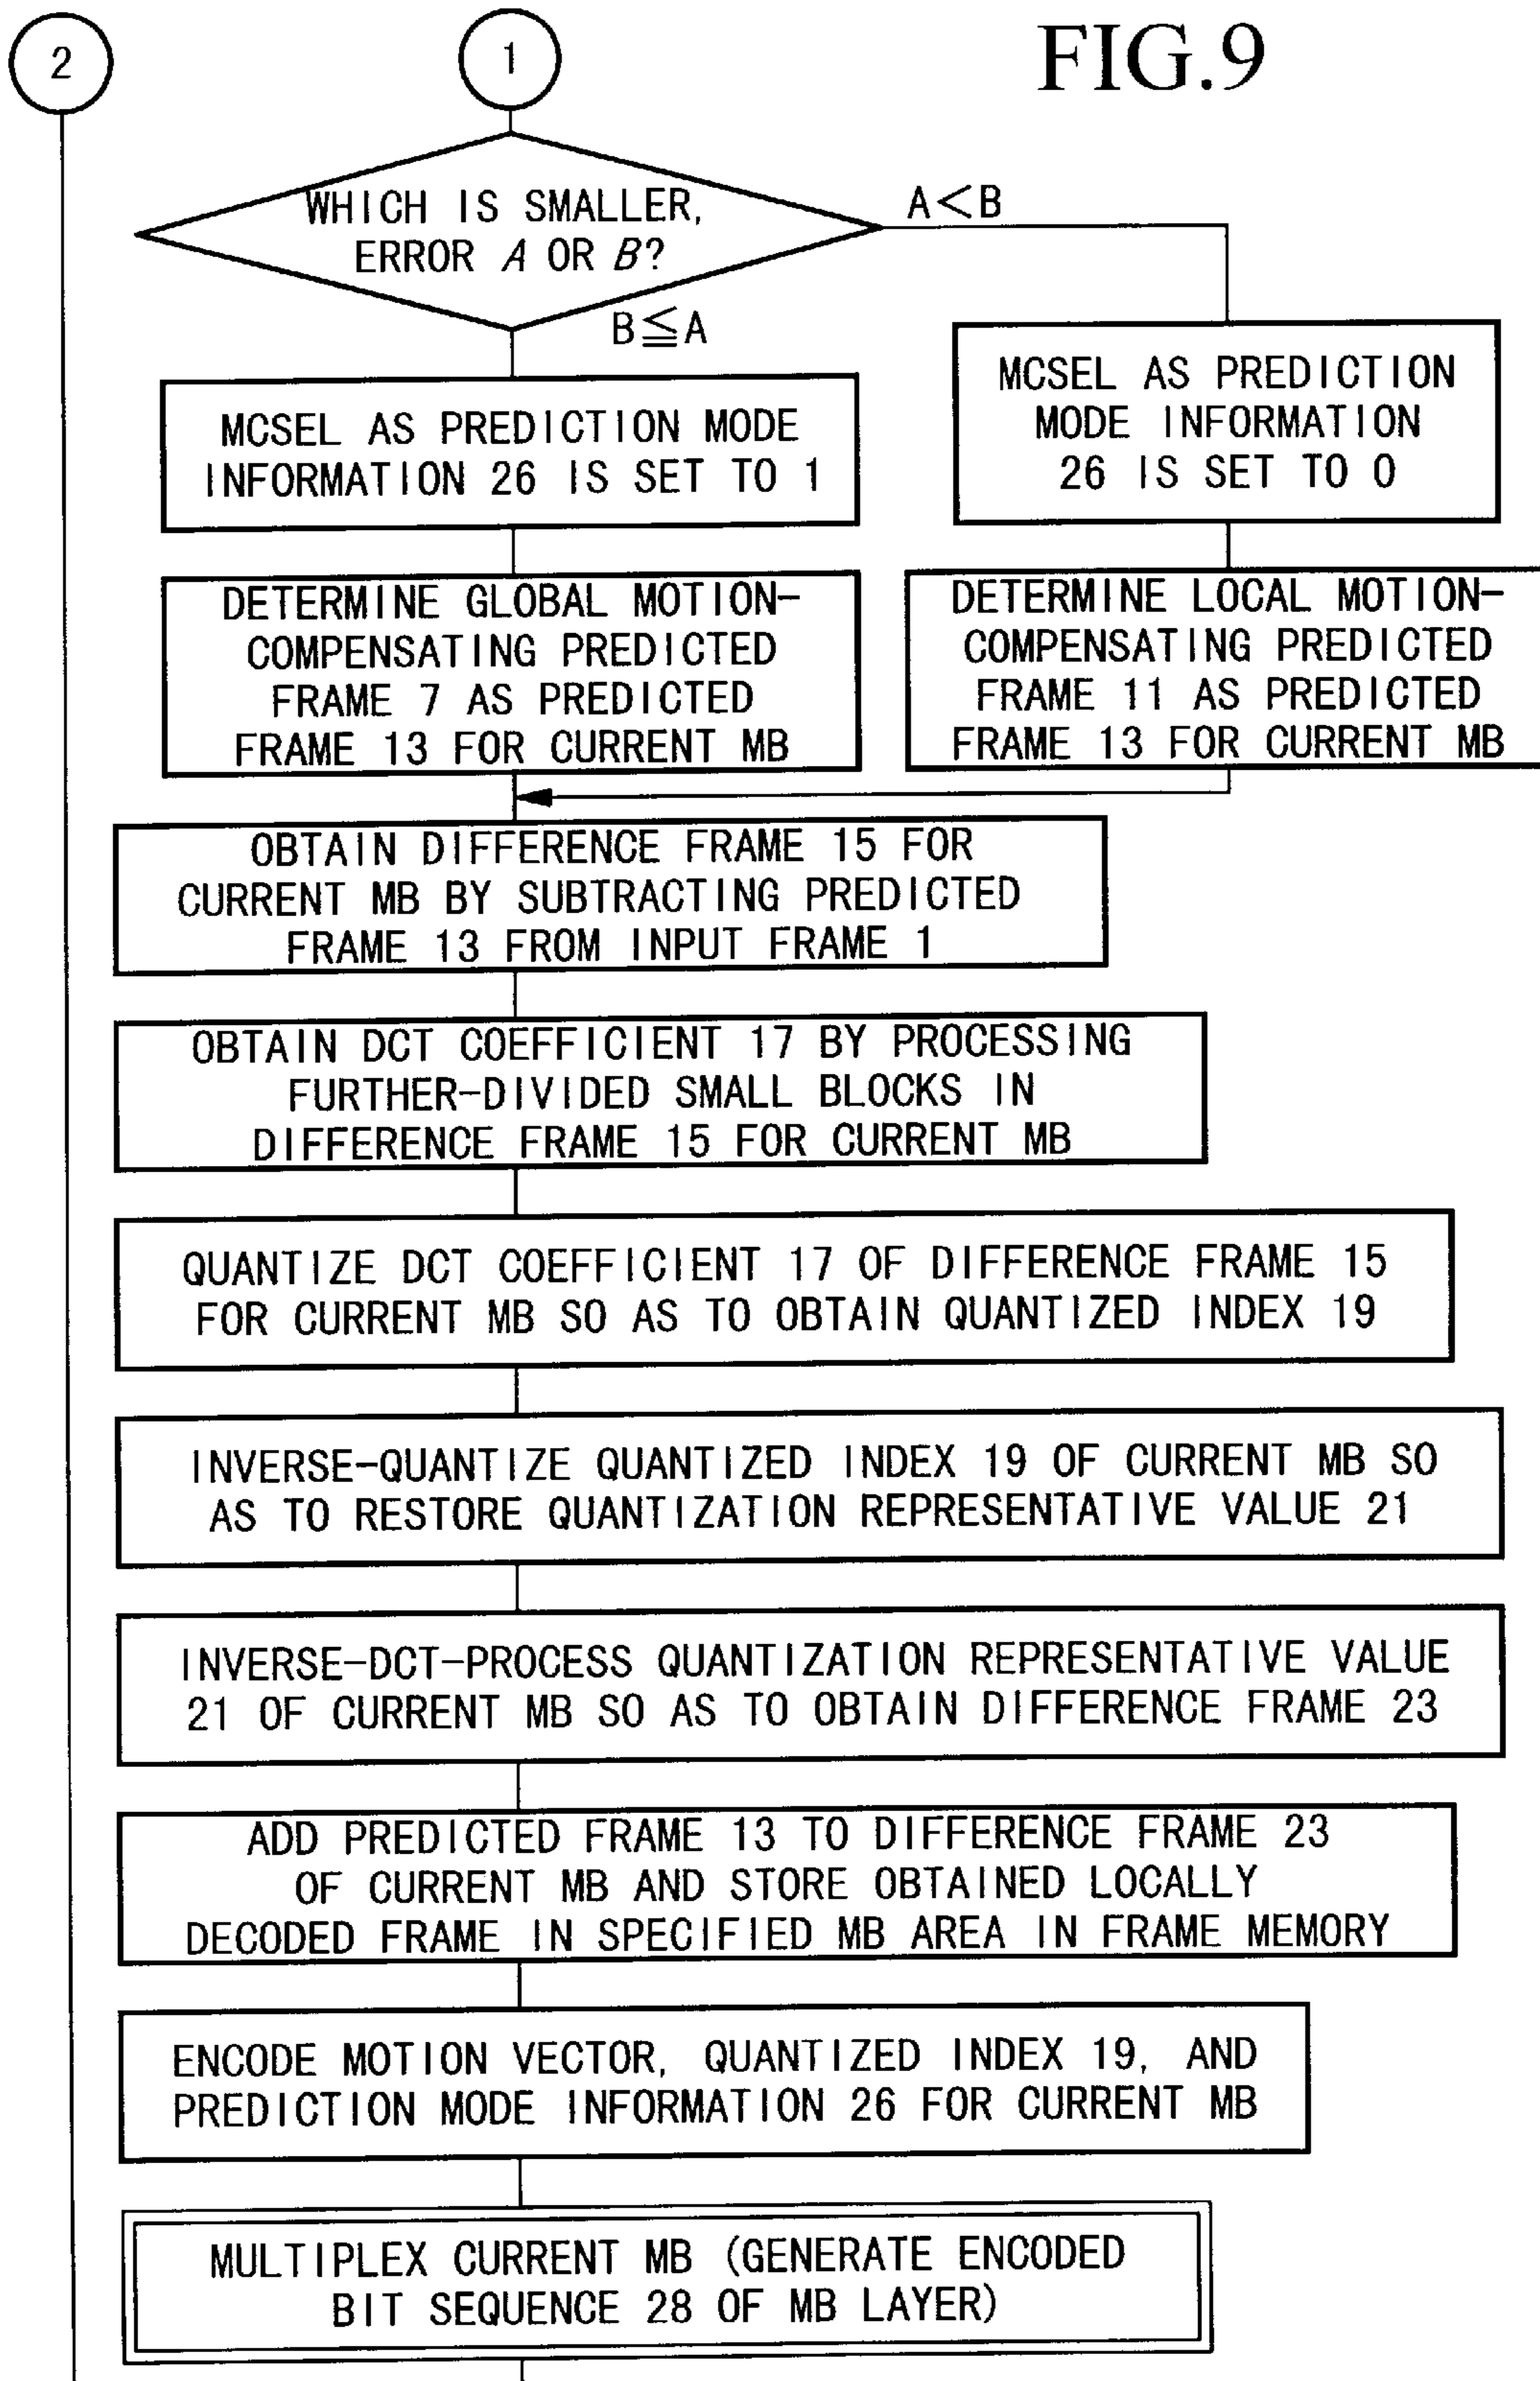 2
1
FIG.9
WHICH IS SMALLER,
ERROR A OR B?
A<B
B≦A
MCSEL AS PREDICTION MODE
INFORMATION 26 IS SET TO 1
MCSEL AS PREDICTION
MODE INFORMATION
26 IS SET TO 0
DETERMINE GLOBAL MOTION-
COMPENSATING PREDICTED
FRAME 7 AS PREDICTED
FRAME 13 FOR CURRENT MB
DETERMINE LOCAL MOTION-
COMPENSATING PREDICTED
FRAME 11 AS PREDICTED
FRAME 13 FOR CURRENT MB
OBTAIN DIFFERENCE FRAME 15 FOR
CURRENT MB BY SUBTRACTING PREDICTED
FRAME 13 FROM INPUT FRAME 1
OBTAIN DCT COEFFICIENT 17 BY PROCESSING
FURTHER-DIVIDED SMALL BLOCKS IN
DIFFERENCE FRAME 15 FOR CURRENT MB
QUANTIZE DCT COEFFICIENT 17 OF DIFFERENCE FRAME 15
FOR CURRENT MB SO AS TO OBTAIN QUANTIZED INDEX 19
INVERSE-QUANTIZE QUANTIZED INDEX 19 OF CURRENT MB SO
AS TO RESTORE QUANTIZATION REPRESENTATIVE VALUE 21
INVERSE-DCT-PROCESS QUANTIZATION REPRESENTATIVE VALUE
21 OF CURRENT MB SO AS TO OBTAIN DIFFERENCE FRAME 23
ADD PREDICTED FRAME 13 TO DIFFERENCE FRAME 23
OF CURRENT MB AND STORE OBTAINED LOCALLY
DECODED FRAME IN SPECIFIED MB AREA IN FRAME MEMORY
ENCODE MOTION VECTOR, QUANTIZED INDEX 19, AND
PREDICTION MODE INFORMATION 26 FOR CURRENT MB
MULTIPLEX CURRENT MB (GENERATE ENCODED
BIT SEQUENCE 28 OF MB LAYER)